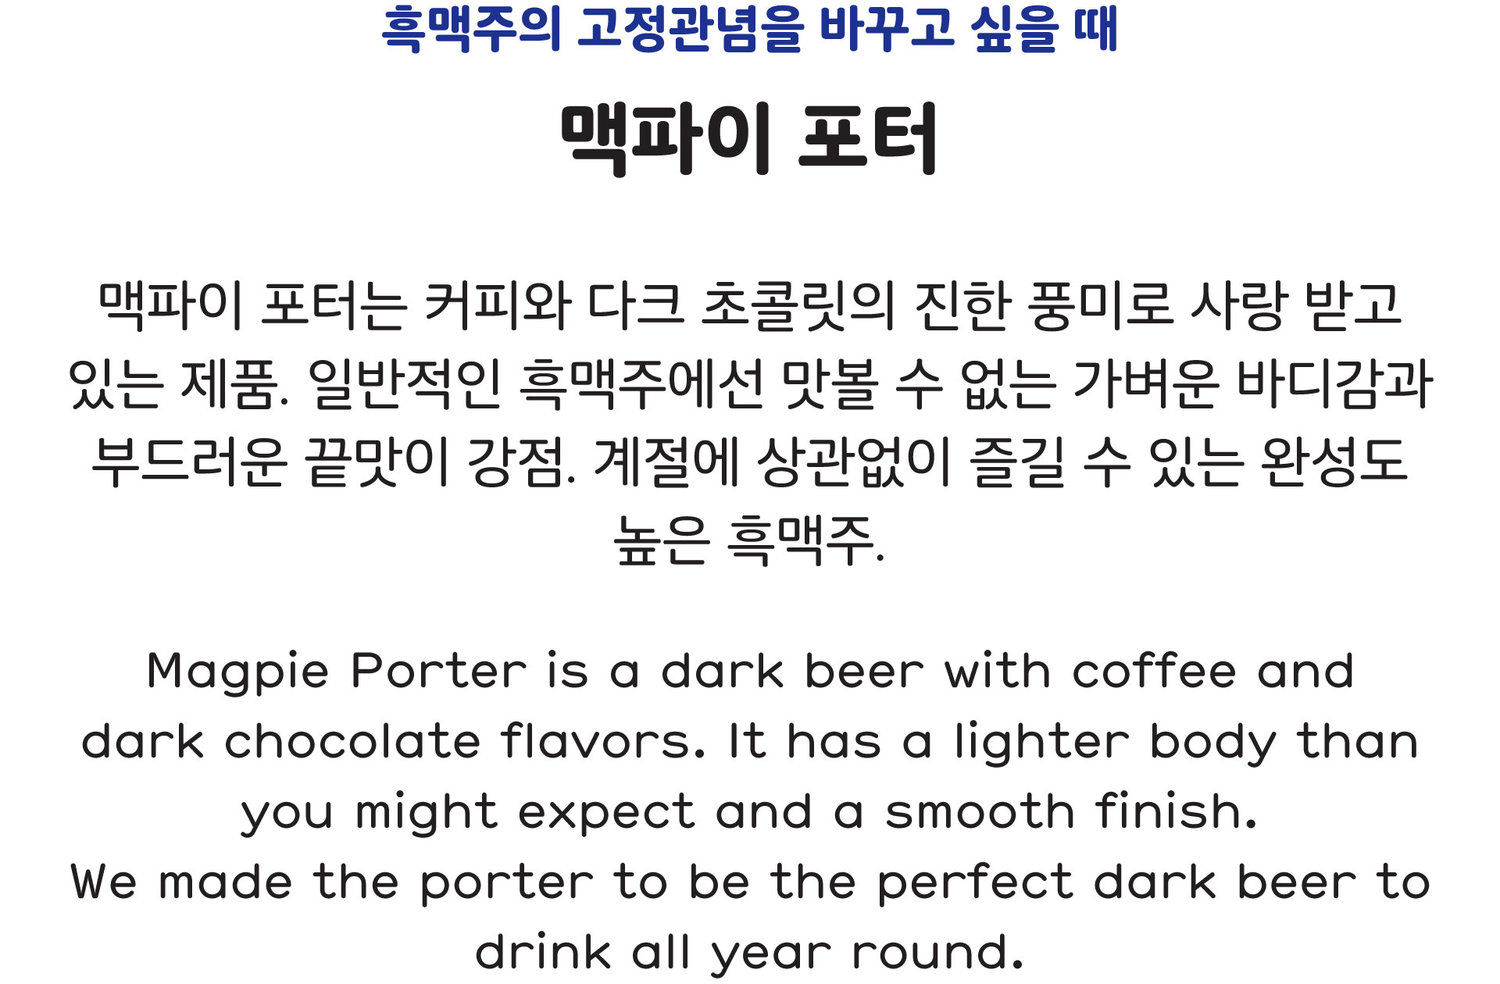 흑맥주의 고정관념을 바꾸고 싶을 때
맥파이 포터
맥파이 포터는 커피와 다크 초콜릿의 진한 풍미로 사랑 받고
있는 제품. 일반적인 흑맥주에선 맛볼 수 없는 가벼운 바디감과
부드러운 끝맛이 강점. 계절에 상관없이 즐길 수 있는 완성도
높은 흑맥주.
Magpie Porter is a dark beer with coffee and
dark chocolate flavors. It has a lighter body than
you might expect and a smooth finish.
We made the porter to be the perfect dark beer to
drink all year round.